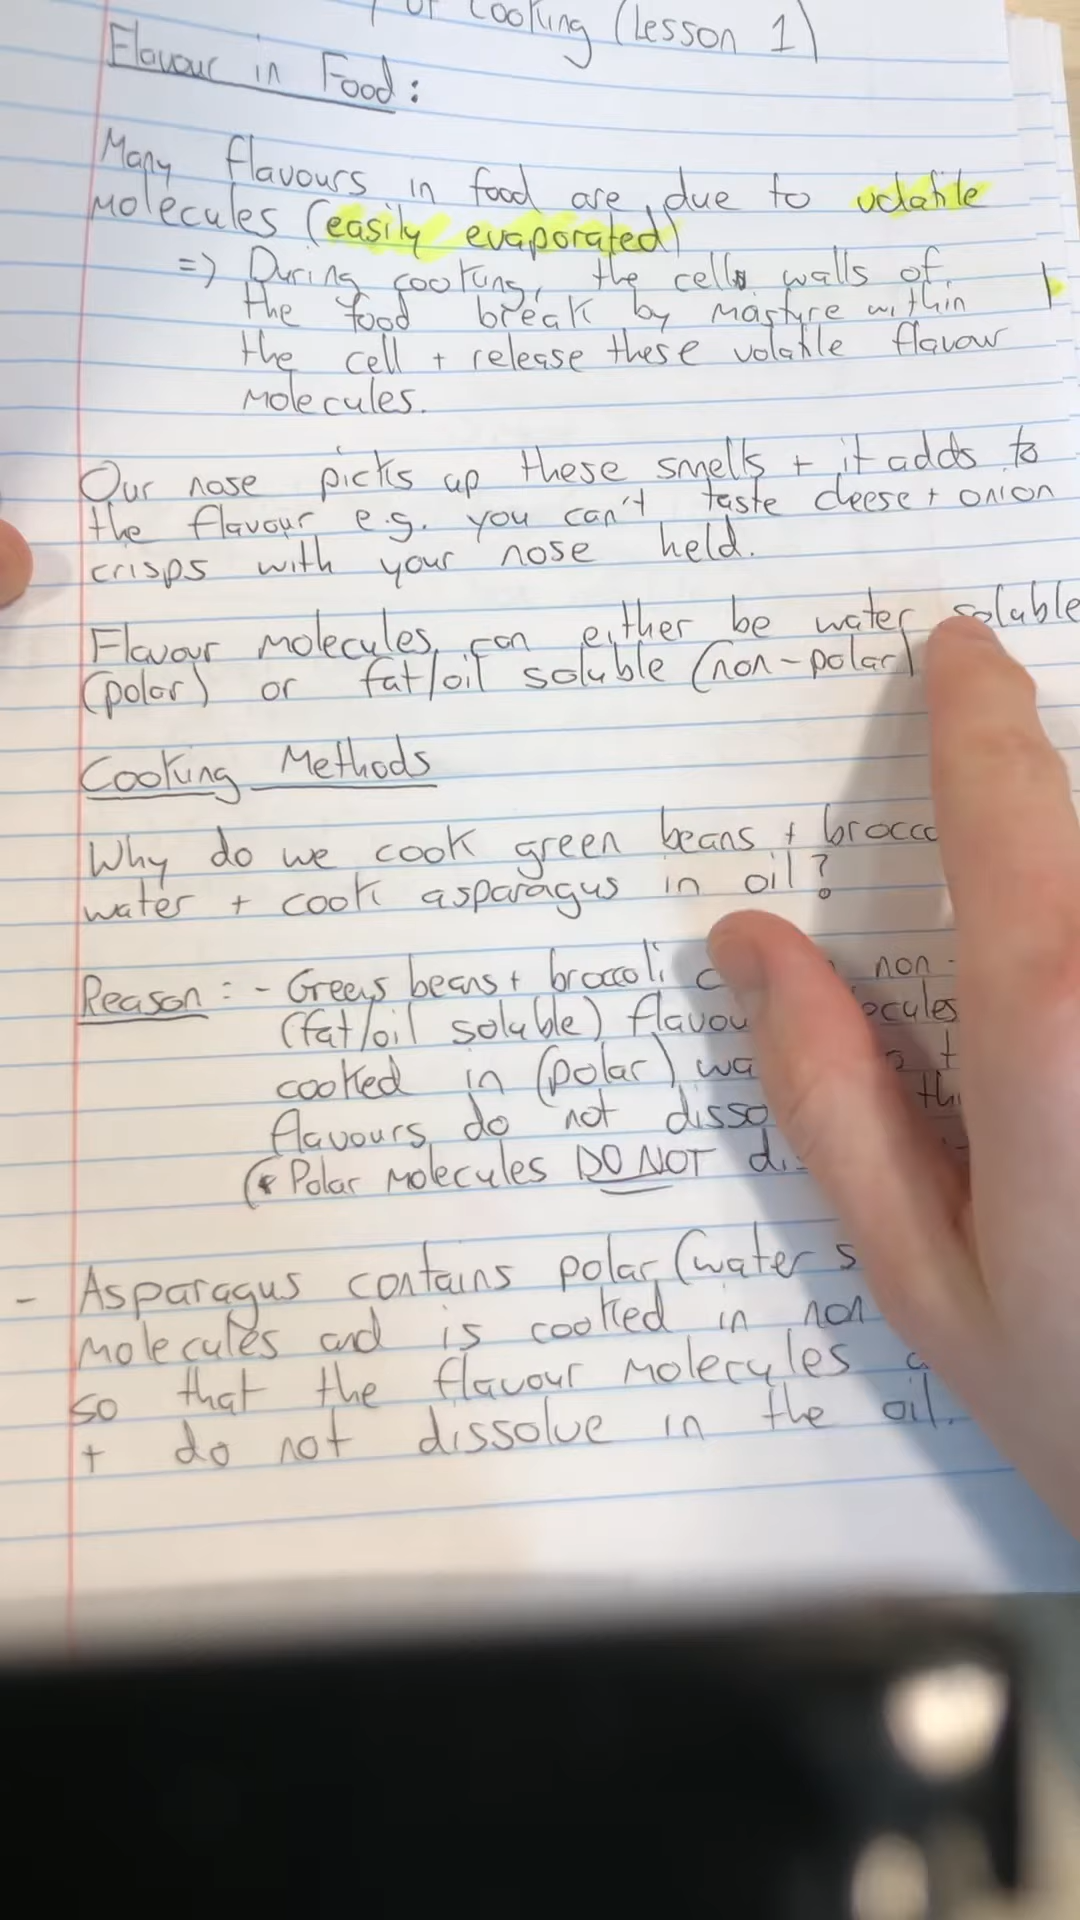 of Cooking (Lesson 1)
Flavour in Food:
Many flavours in food are due to volatile
molecules (easily evaporated)
=> During cooking, the cell walls of
the food break by moisture within
the cell + release these volatile flavour
molecules.
Our nose picks up these smells + it adds to
the flavour e.g. you can't taste cheese + onion
crisps with your nose held.
Flavour molecules can either be water soluble
(polar) or fat/oil soluble (non-polar)
Cooking Methods
Why do we cook green beans +
water + cook asparagus in oil?
Reason: - Greens beans + broccoli non-
(fat/oil soluble)
cooked in (polar)
flavours do not
(* Polar molecules DO NOT
- Asparagus contains polar (water
molecules and is cooked in non
so that the flavour molecules
+ do not dissolve in the oil.